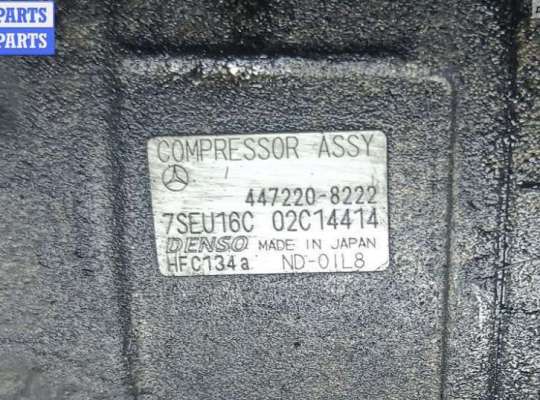 PARTS
PARTS
COMPRESSOR ASSY
447220-8222
7SEU16C 02C14414
DENSO MADE IN JAPAN
HFC134a ND-OIL8